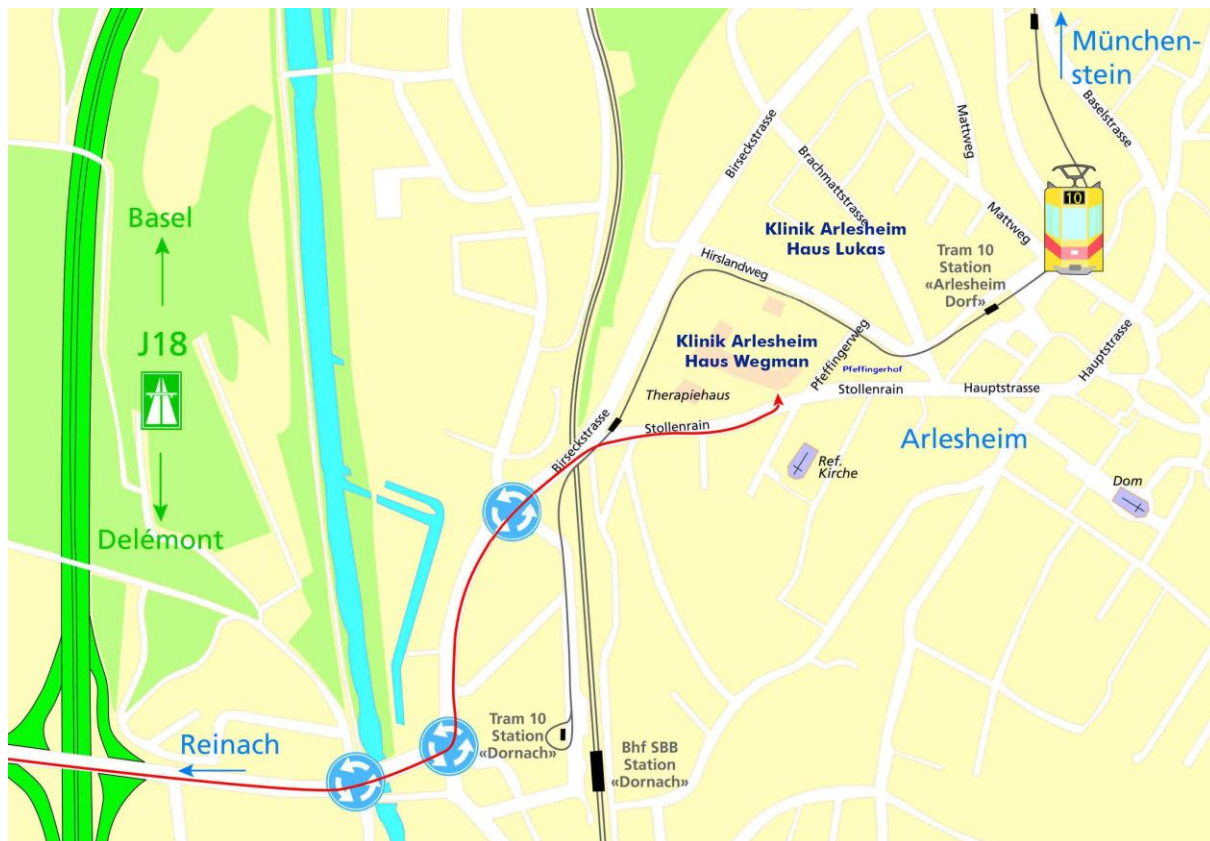 München-
stein
Baselstrasse
Mattweg
Birseckstrasse
Brachmattstrasse
10
Basel
Mattweg
Klinik Arlesheim
Haus Lukas
Tram 10
Station
«Arlesheim
Dorf»
Hirslandweg
J18
Klinik Arlesheim
Haus Wegman
Pfeffingerweg
Hauptstrasse
Pfeffingerhof
Therapiehaus
Stollenrain
Hauptstrasse
Birseckstrasse
Stollenrain
Arlesheim
Ref.
Kirche
Dom
Delémont
Reinach
Tram 10
Station
«Dornach»
Bhf SBB
Station
«Dornach»